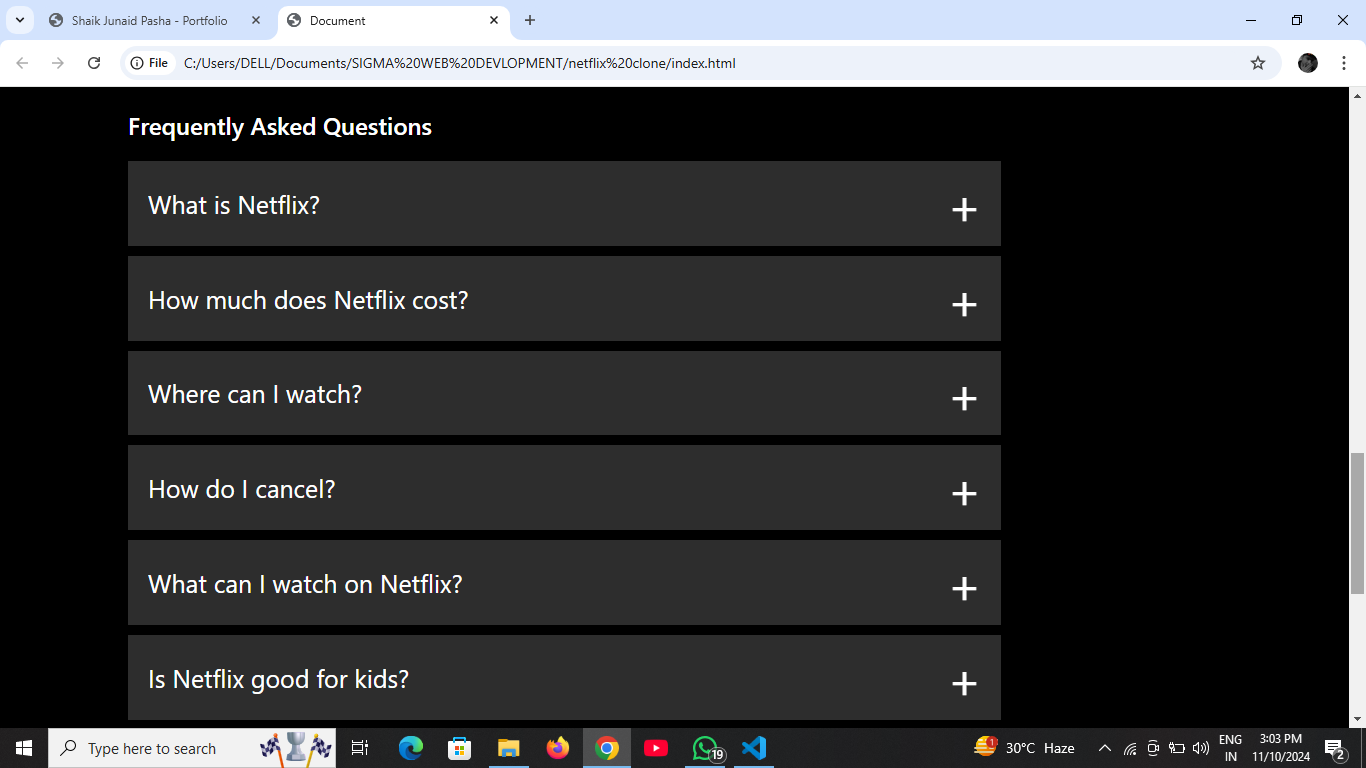 Shaik Junaid Pasha - Portfolio
Document
File
C:/Users/DELL/Documents/SIGMA%20WEB%20DEVLOPMENT/netflix%20clone/index.html
Frequently Asked Questions
What is Netflix?
How much does Netflix cost?
Where can I watch?
How do I cancel?
What can I watch on Netflix?
Is Netflix good for kids?
Type here to search
19
1
30°C Haze
ENG
IN
3:03 PM
11/10/2024
2